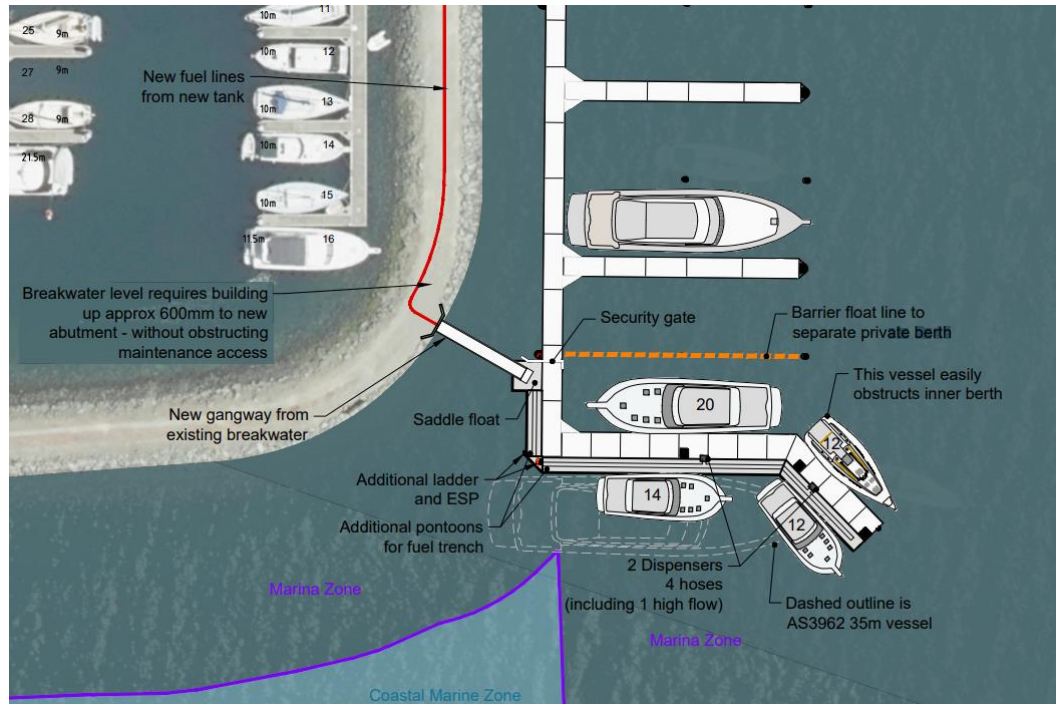 25
9m
27
9m
28
9m
21.5m
10m
11
10m
12
10m
13
10m
14
10m
15
11.5m
16
New fuel lines
from new tank
Breakwater level requires building
up approx 600mm to new
abutment - without obstructing
maintenance access
New gangway from
existing breakwater
Security gate
Barrier float line to
separate private berth
This vessel easily
obstructs inner berth
Saddle float
20
12
Additional ladder
and ESP
14
12
Additional pontoons
for fuel trench
2 Dispensers
4 hoses
(including 1 high flow)
Dashed outline is
AS3962 35m vessel
Marina Zone
Marina Zone
Coastal Marine Zone